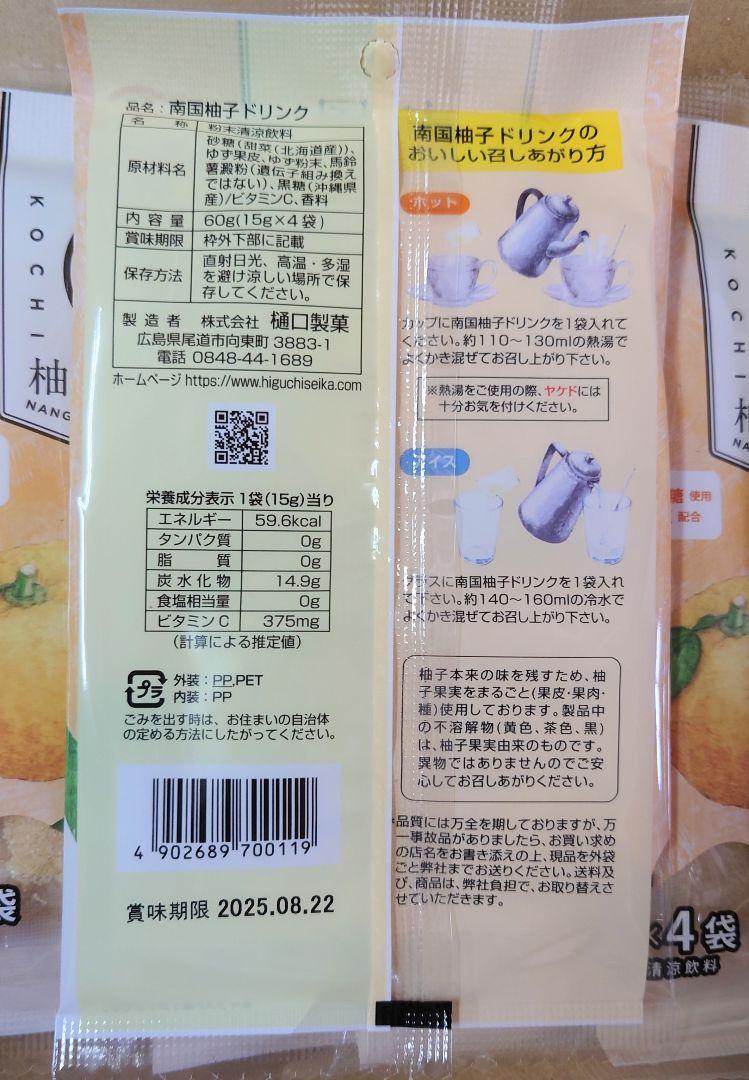 品名：南国柚子ドリンク
名 称 粉末清涼飲料
原材料名 砂糖(甜菜(北海道産))、
ゆず果皮、ゆず粉末、馬鈴
薯澱粉(遺伝子組み換え
ではない)、黒糖(沖縄県
産)/ビタミンC、香料
内容量 60g(15g×4袋)
賞味期限 枠外下部に記載
保存方法 直射日光、高温・多湿
を避け涼しい場所で保
存してください。
製造者 株式会社 樋口製菓
広島県尾道市向東町 3883-1
電話 0848-44-1689
ホームページ https://www.higuchiseika.com
栄養成分表示 1袋(15g)当り
エネルギー 59.6kcal
タンパク質 0g
脂質 0g
炭水化物 14.9g
食塩相当量 0g
ビタミンC 375mg
(計算による推定値)
プラ
外装：PP,PET
内装：PP
ごみを出す時は、お住まいの自治体
の定める方法にしたがってください。
4 902689 700119
賞味期限 2025.08.22
南国柚子ドリンクの
おいしい召しあがり方
ホット
カップに南国柚子ドリンクを1袋入れて
ください。約110〜130mlの熱湯で
よくかき混ぜてお召し上がり下さい。
※熱湯をご使用の際、ヤケドには
十分お気を付けください。
アイス
グラスに南国柚子ドリンクを1袋入れ
て下さい。約140〜160mlの冷水で
よくかき混ぜてお召し上がり下さい。
柚子本来の味を残すため、柚
子果実をまるごと(果皮・果肉・
種)使用しております。製品中
の不溶解物(黄色、茶色、黒)
は、柚子果実由来のものです。
異物ではありませんのでご安
心してお召しあがりください。
品質には万全を期しておりますが、万
一事故品がありましたら、お買い求め
の店名をお書き添えの上、現品を外袋
ごと弊社までお送りください。送料及
び、商品は、弊社負担で、お取り替えさ
せていただきます。
KOCHI
柚
NANG
袋
KOCHI
NA
糖 使用
配合
×4袋
清涼飲料